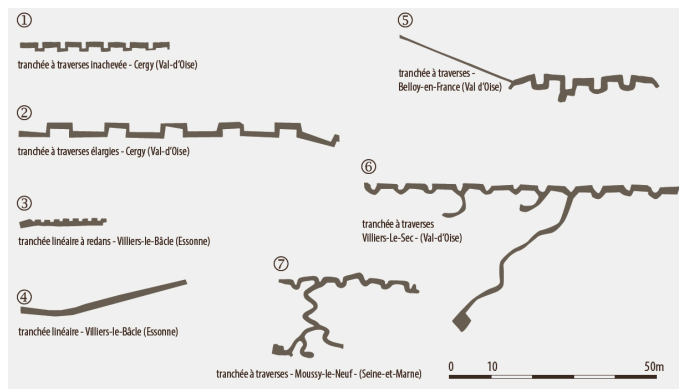 ①
tranchée à traverses inachevée - Cergy (Val-d'Oise)
②
tranchée à traverses élargies - Cergy (Val-d'Oise)
③
tranchée linéaire à redans - Villiers-le-Bâcle (Essonne)
④
tranchée linéaire - Villiers-le-Bâcle (Essonne)
⑤
tranchée à traverses -
Belloy-en-France (Val d'Oise)
⑥
tranchée à traverses
Villiers-Le-Sec - (Val-d'Oise)
⑦
tranchée à traverses - Moussy-le-Neuf - (Seine-et-Marne)
0 10 50m